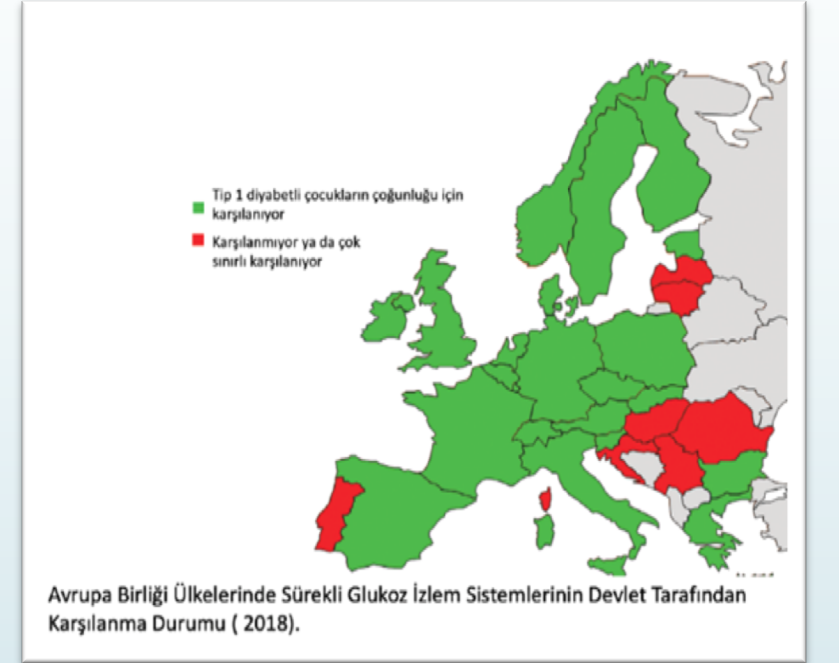 Tip 1 diyabetli çocukların çoğunluğu için
karşılanıyor
Karşılanmıyor ya da çok
sınırlı karşılanıyor
Avrupa Birliği Ülkelerinde Sürekli Glukoz İzlem Sistemlerinin Devlet Tarafından
Karşılanma Durumu ( 2018).